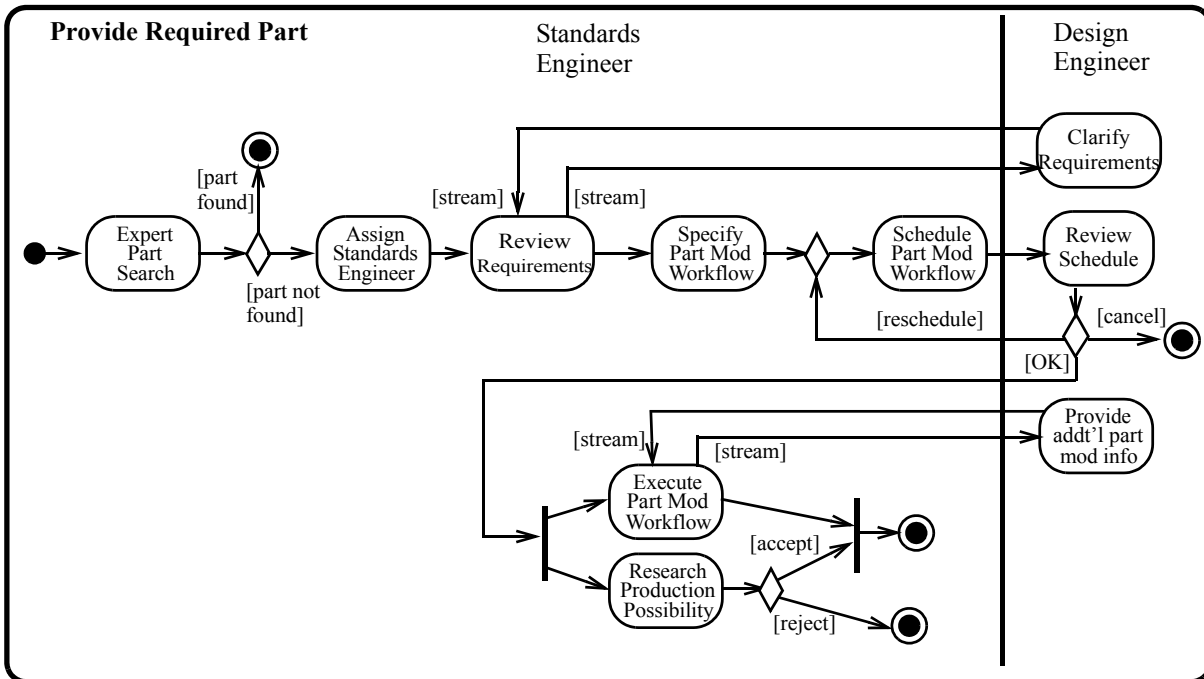 Provide Required Part
Standards
Engineer
Design
Engineer
Clarify
Requirements
[part
found]
[stream]
[stream]
Expert
Part
Search
Assign
Standards
Engineer
Review
Requirements
Specify
Part Mod
Workflow
Schedule
Part Mod
Workflow
Review
Schedule
[part not
found]
[reschedule]
[cancel]
[OK]
[stream]
[stream]
Provide
addt’l part
mod info
Execute
Part Mod
Workflow
[accept]
Research
Production
Possibility
[reject]